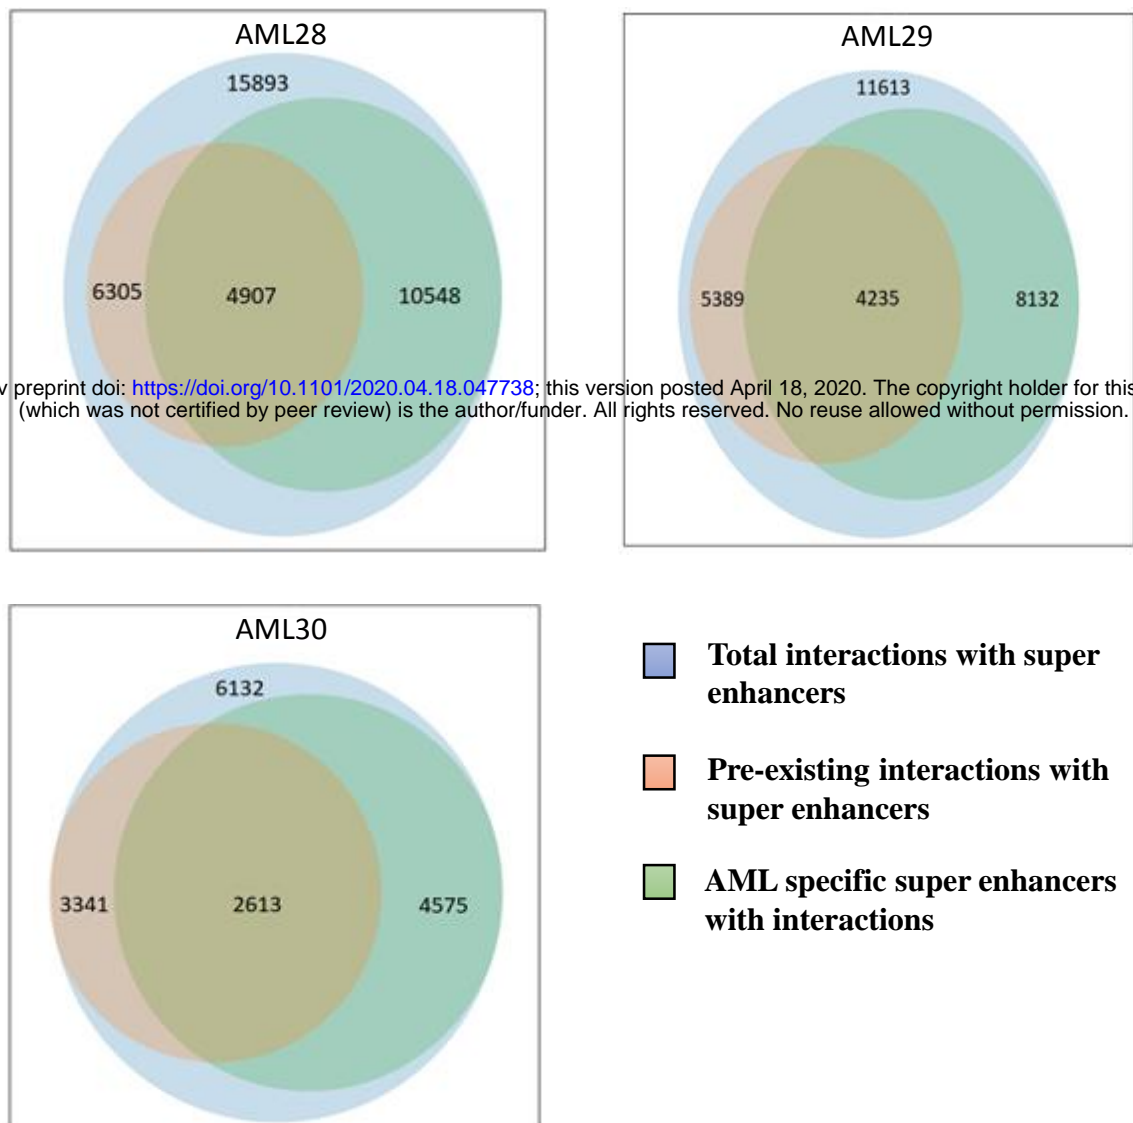 AML28
15893
6305
4907
10548
AML29
11613
5389
4235
8132
v preprint doi: https://doi.org/10.1101/2020.04.18.047738; this version posted April 18, 2020. The copyright holder for this
(which was not certified by peer review) is the author/funder. All rights reserved. No reuse allowed without permission.
AML30
6132
3341
2613
4575
Total interactions with super
enhancers
Pre-existing interactions with
super enhancers
AML specific super enhancers
with interactions